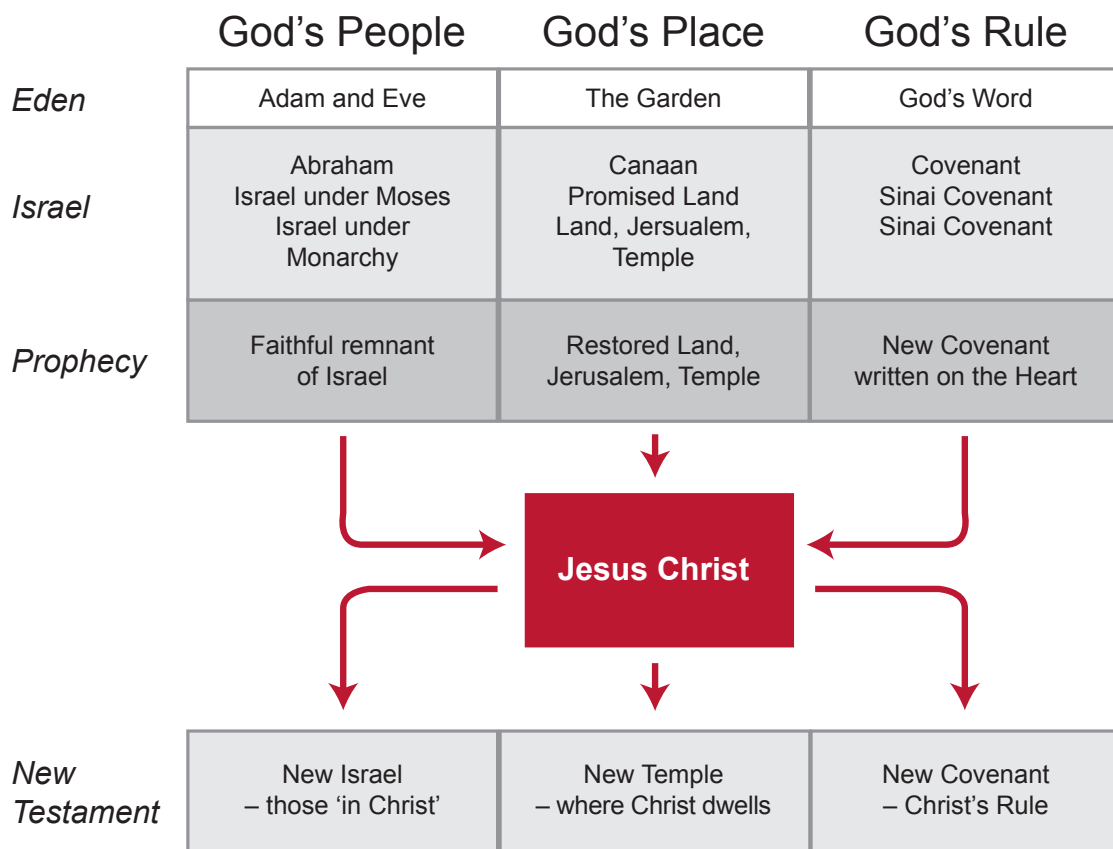 God's People God's Place God's Rule
Eden Adam and Eve The Garden God's Word
Israel
Abraham
Israel under Moses
Israel under
Monarchy
Canaan
Promised Land
Land, Jersualem,
Temple
Covenant
Sinai Covenant
Sinai Covenant
Prophecy
Faithful remnant
of Israel
Restored Land,
Jerusalem, Temple
New Covenant
written on the Heart
Jesus Christ
New
Testament
New Israel
– those ‘in Christ’
New Temple
– where Christ dwells
New Covenant
– Christ's Rule